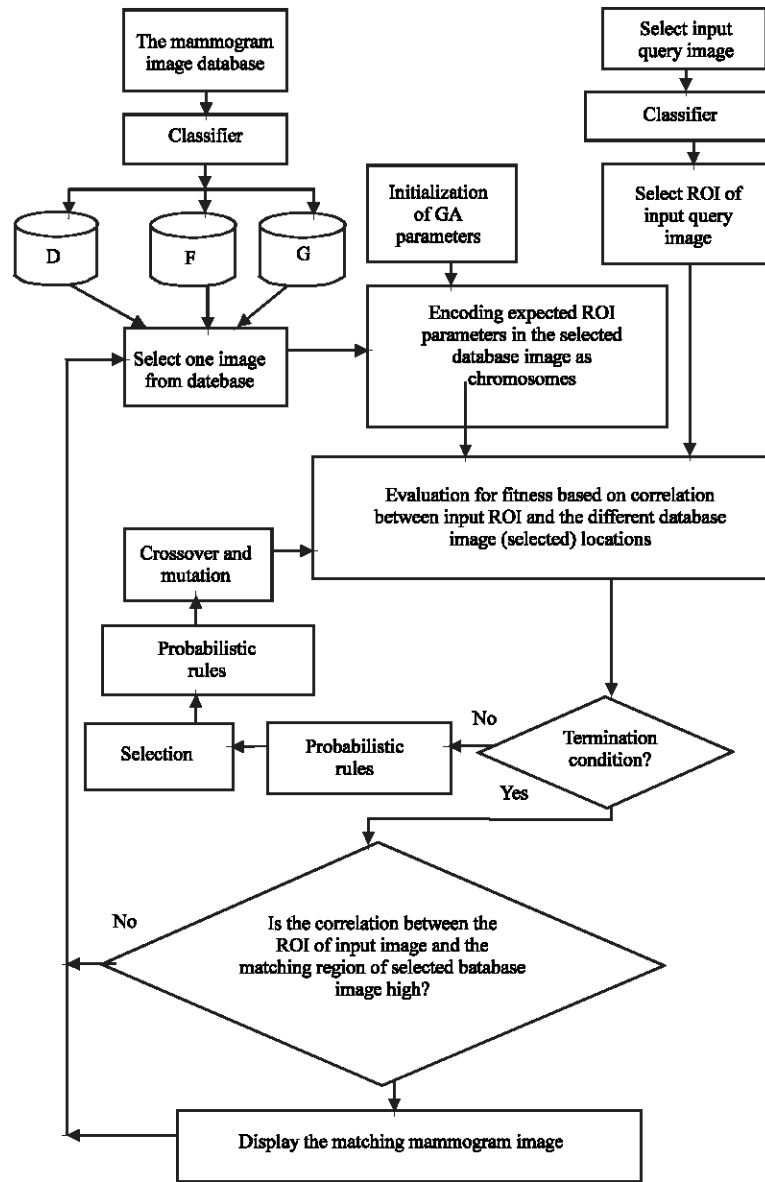 The mammogram
image database
Select input
query image
Classifier
Classifier
Initialization
of GA
parameters
Select ROI of
input query
image
D
F
G
Select one image
from datebase
Encoding expected ROI
parameters in the selected
database image as
chromosomes
Evaluation for fitness based on correlation
between input ROI and the different database
image (selected) locations
Crossover and
mutation
Probabilistic
rules
Selection
Probabilistic
rules
No
Termination
condition?
Yes
No
Is the correlation between the
ROI of input image and the
matching region of selected batabase
image high?
Display the matching mammogram image